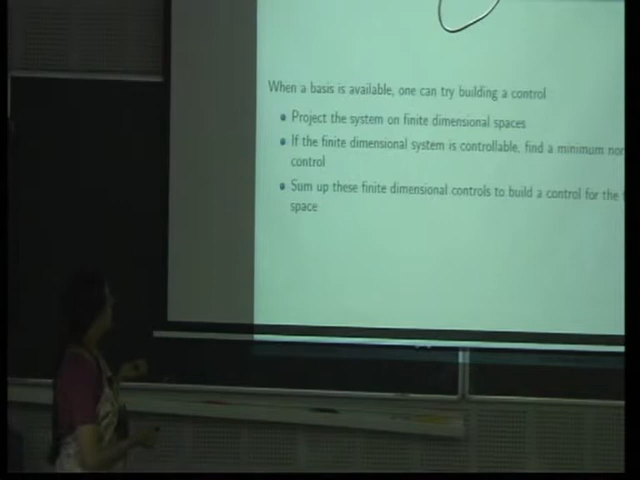 When a basis is available, one can try building a control
• Project the system on finite dimensional spaces
• If the finite dimensional system is controllable, find a minimum
control
• Sum up these finite dimensional controls to build a control for the
space